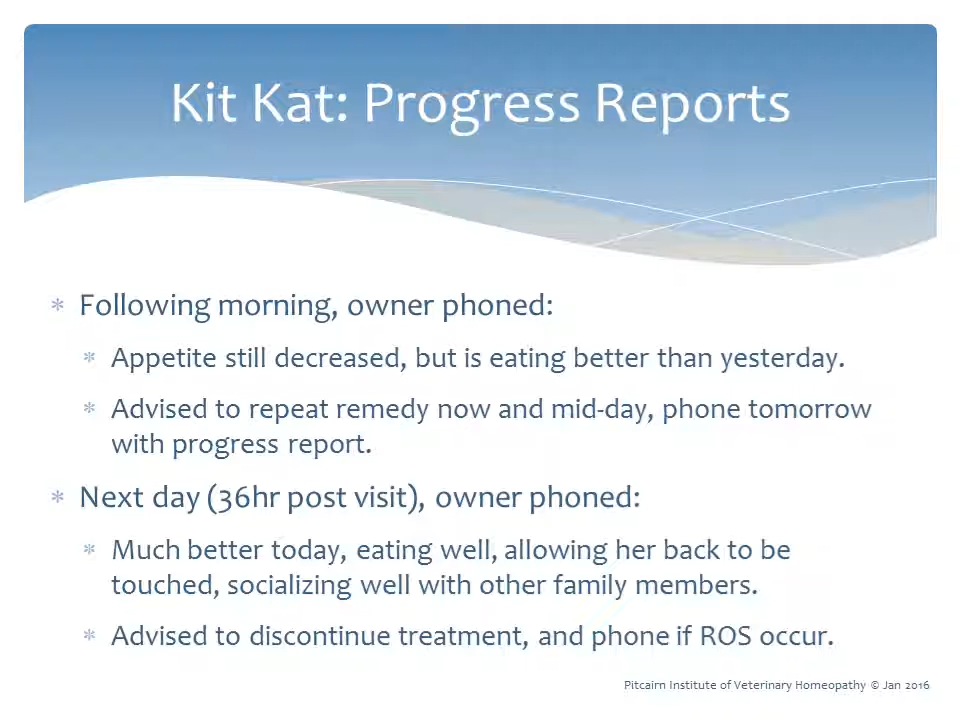 Kit Kat: Progress Reports
* Following morning, owner phoned:
* Appetite still decreased, but is eating better than yesterday.
* Advised to repeat remedy now and mid-day, phone tomorrow
with progress report.
* Next day (36hr post visit), owner phoned:
* Much better today, eating well, allowing her back to be
touched, socializing well with other family members.
* Advised to discontinue treatment, and phone if ROS occur.
Pitcairn Institute of Veterinary Homeopathy © Jan 2016